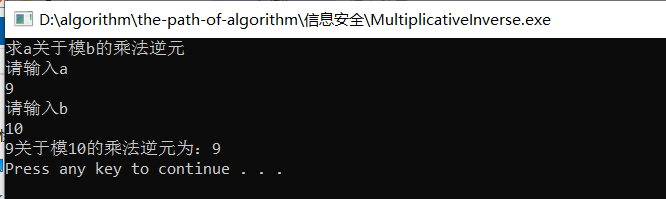 D:\algorithm\the-path-of-algorithm\信息安全\MultiplicativeInverse.exe
求a关于模b的乘法逆元
请输入a
9
请输入b
10
9关于模10的乘法逆元为：9
Press any key to continue . . .